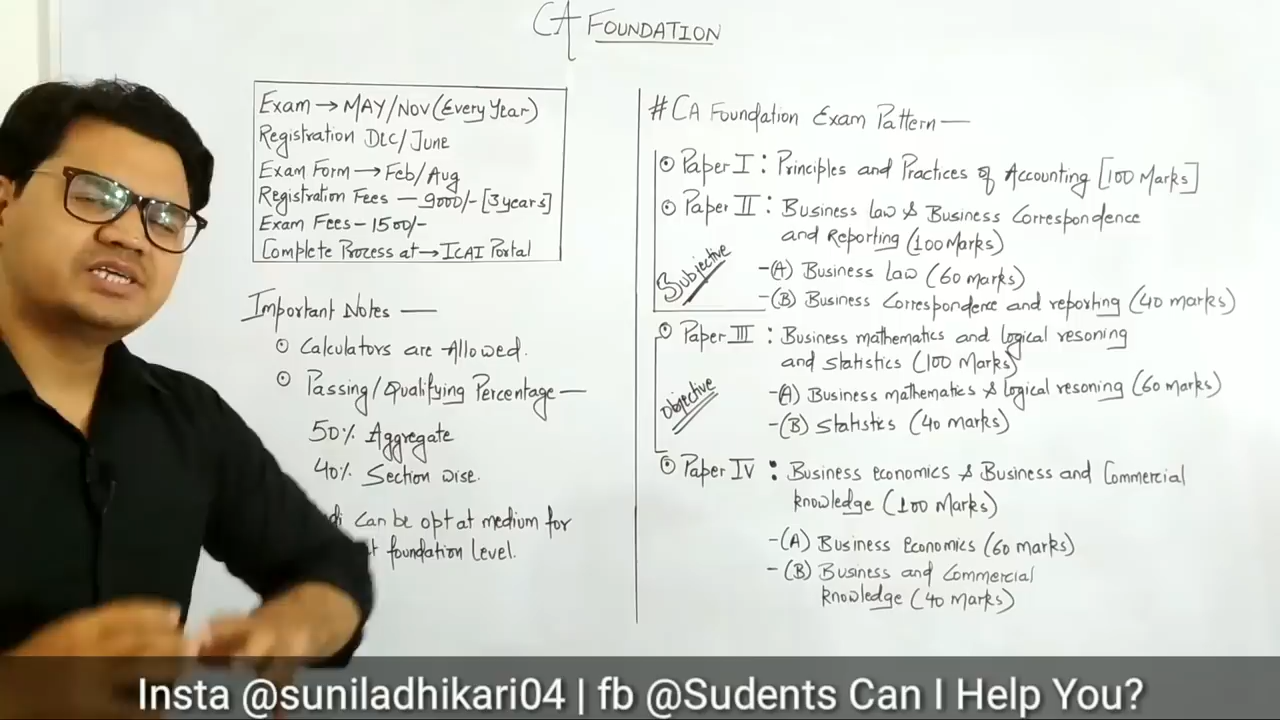 CA FOUNDATION
Exam → MAY/NOV (Every Year)
Registration DEC/June
Exam Form → Feb/Aug
Registration Fees — 9000/- [3 years]
Exam Fees - 1500/-
Complete Prozess at → ICAI Portal
Important Notes —
Calculators are Allowed.
Passing/Qualifying Percentage —
50% Aggregate
40% Section wise.
can be opt at medium for
foundation level.
# CA Foundation Exam Pattern —
Paper I : Principles and Practices of Accounting [100 Marks]
Paper II : Business law & Business Correspondence
and Reporting (100 Marks)
Subjective
- (A) Business law (60 marks)
- (B) Business Correspondence and reporting (40 marks)
Paper III : Business mathematics and logical resoning
and statistics (100 Marks)
Objective
- (A) Business mathematics & logical resoning (60 marks)
- (B) Statistics (40 marks)
Paper IV : Business economics & Business and Commercial
knowledge (100 Marks)
- (A) Business Economics (60 marks)
- (B) Business and Commercial
knowledge (40 marks)
Insta @suniladhikari04 | fb @Sudents Can I Help You?